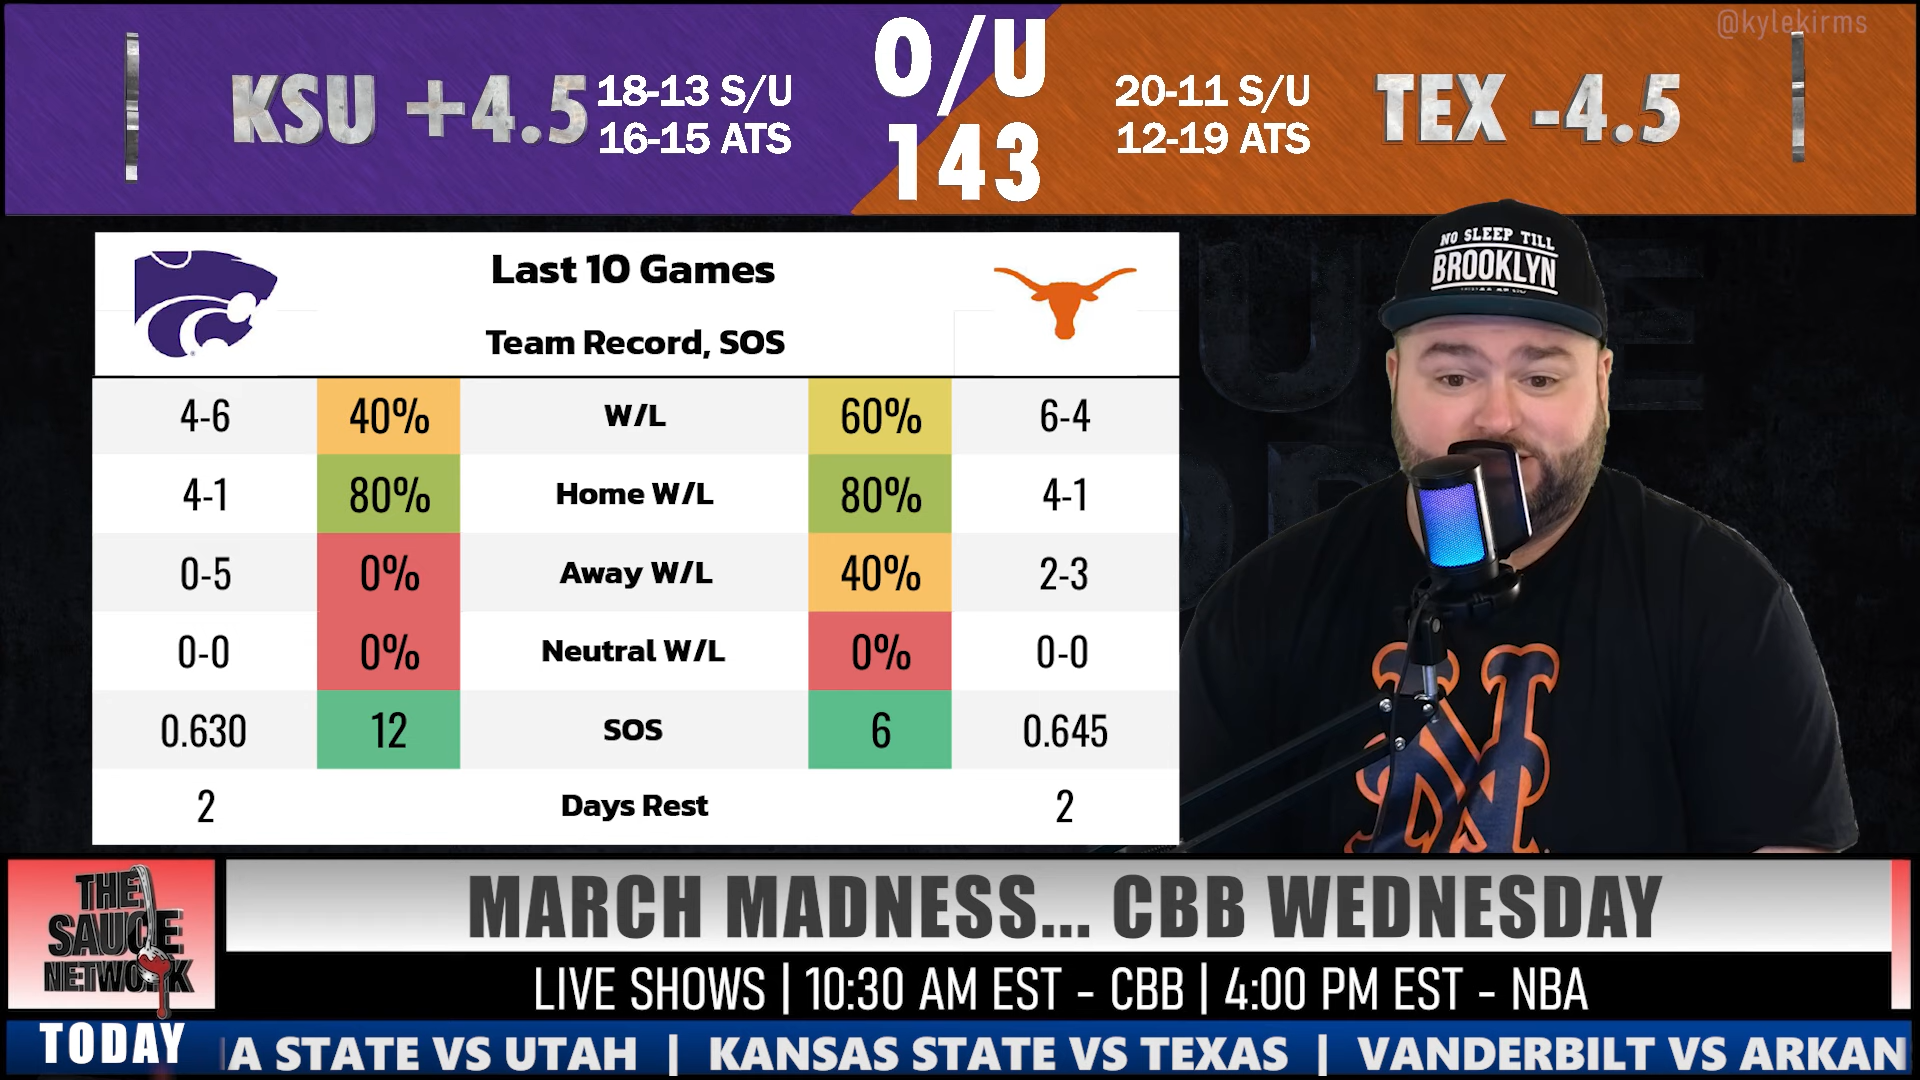 @kylekirms
KSU +4.5
18-13 S/U
16-15 ATS
O/U
143
20-11 S/U
12-19 ATS
TEX -4.5
Last 10 Games
Team Record, SOS
4-6 40% W/L 60% 6-4
4-1 80% Home W/L 80% 4-1
0-5 0% Away W/L 40% 2-3
0-0 0% Neutral W/L 0% 0-0
0.630 12 SOS 6 0.645
2 Days Rest 2
NO SLEEP TILL
BROOKLYN
THE
SAUCE
NETWORK
MARCH MADNESS... CBB WEDNESDAY
LIVE SHOWS | 10:30 AM EST - CBB | 4:00 PM EST - NBA
TODAY
A STATE VS UTAH | KANSAS STATE VS TEXAS | VANDERBILT VS ARKAN